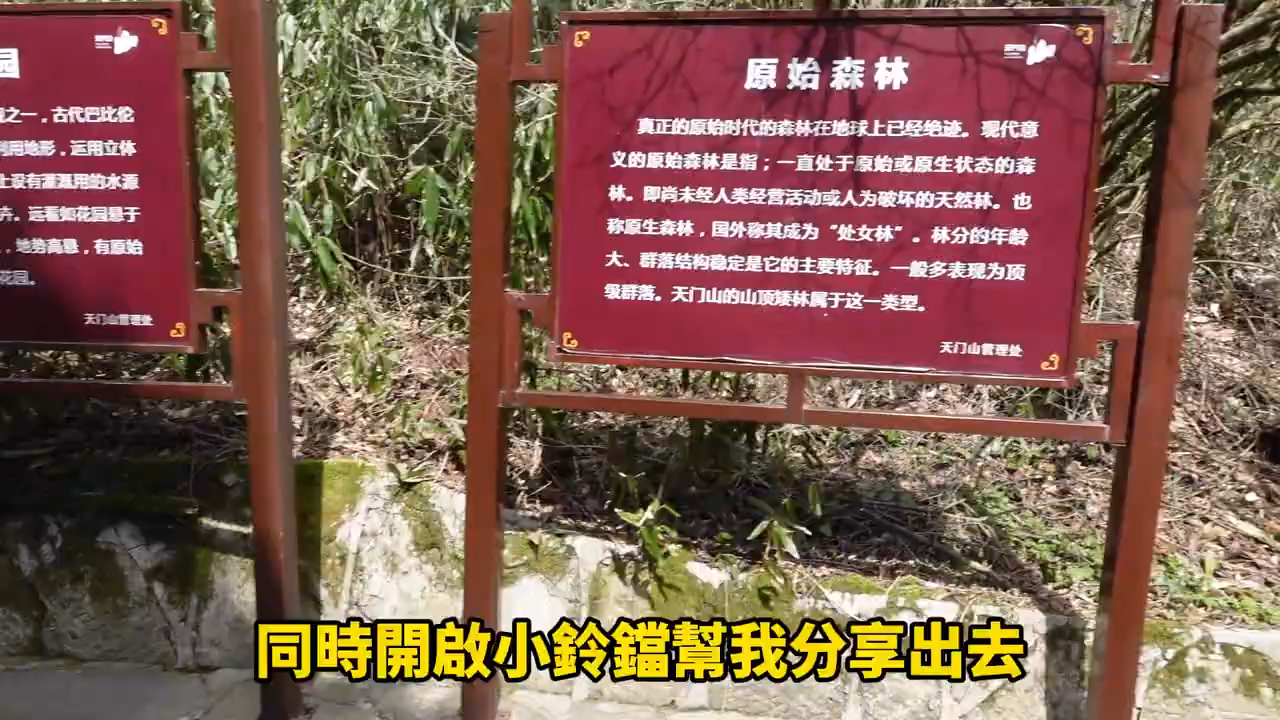 园
之一，古代巴比伦
利用地形，运用立体
上设有灌溉用的水源
卉。远看如花园悬于
，地势高悬，有原始
花园。
天门山管理处
原始森林
真正的原始时代的森林在地球上已经绝迹。现代意
义的原始森林是指；一直处于原始或原生状态的森
林。即尚未经人类经营活动或人为破坏的天然林。也
称原生森林，国外称其成为“处女林”。林分的年龄
大、群落结构稳定是它的主要特征。一般多表现为顶
级群落。天门山的山顶矮林属于这一类型。
天门山管理处
同時開啟小鈴鐺幫我分享出去